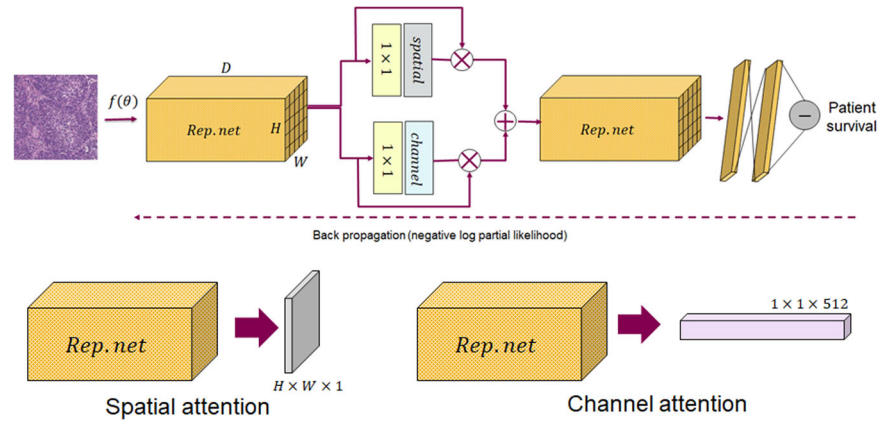 D
f(θ)
Rep.net
H
W
1 × 1
spatial
×
1 × 1
channel
×
+
Rep.net
−
Patient
survival
Back propagation (negative log partial likelihood)
Rep.net
H × W × 1
Spatial attention
Rep.net
1 × 1 × 512
Channel attention